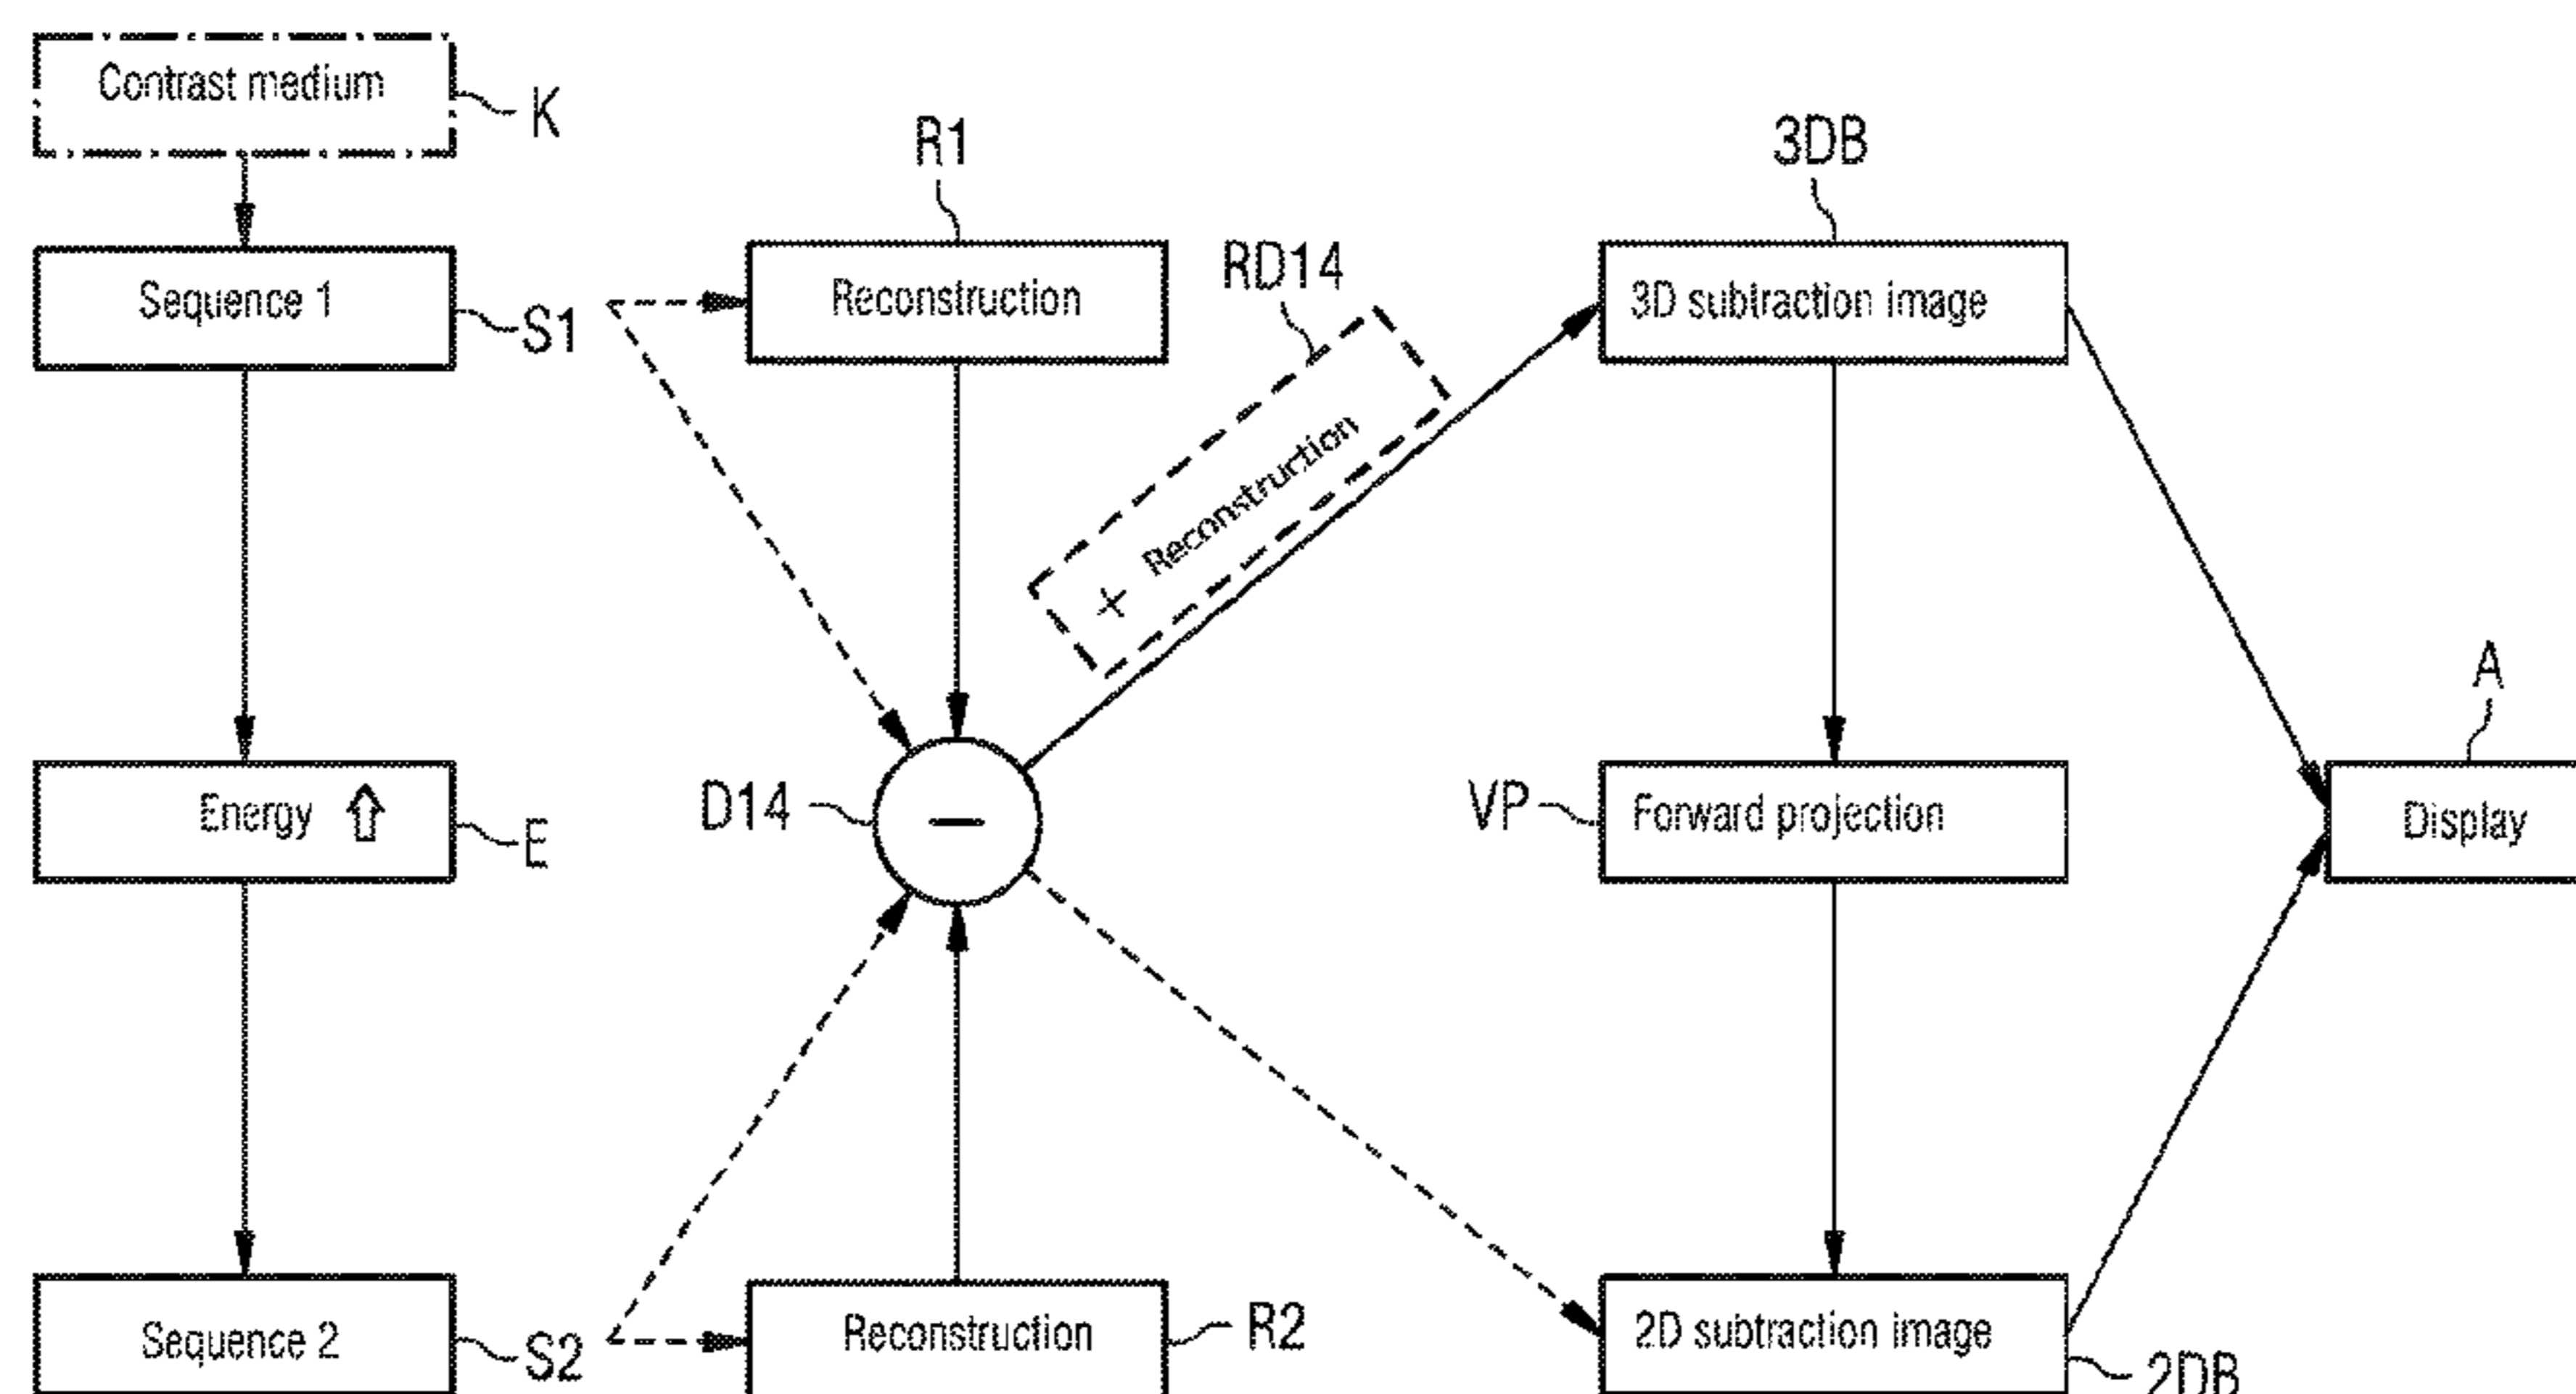 Contrast medium
K
Sequence 1
S1
Energy
E
Sequence 2
S2
R1
Reconstruction
RD14
+ Reconstruction
D14
−
Reconstruction
R2
3DB
3D subtraction image
VP
Forward projection
2D subtraction image
2DB
A
Display